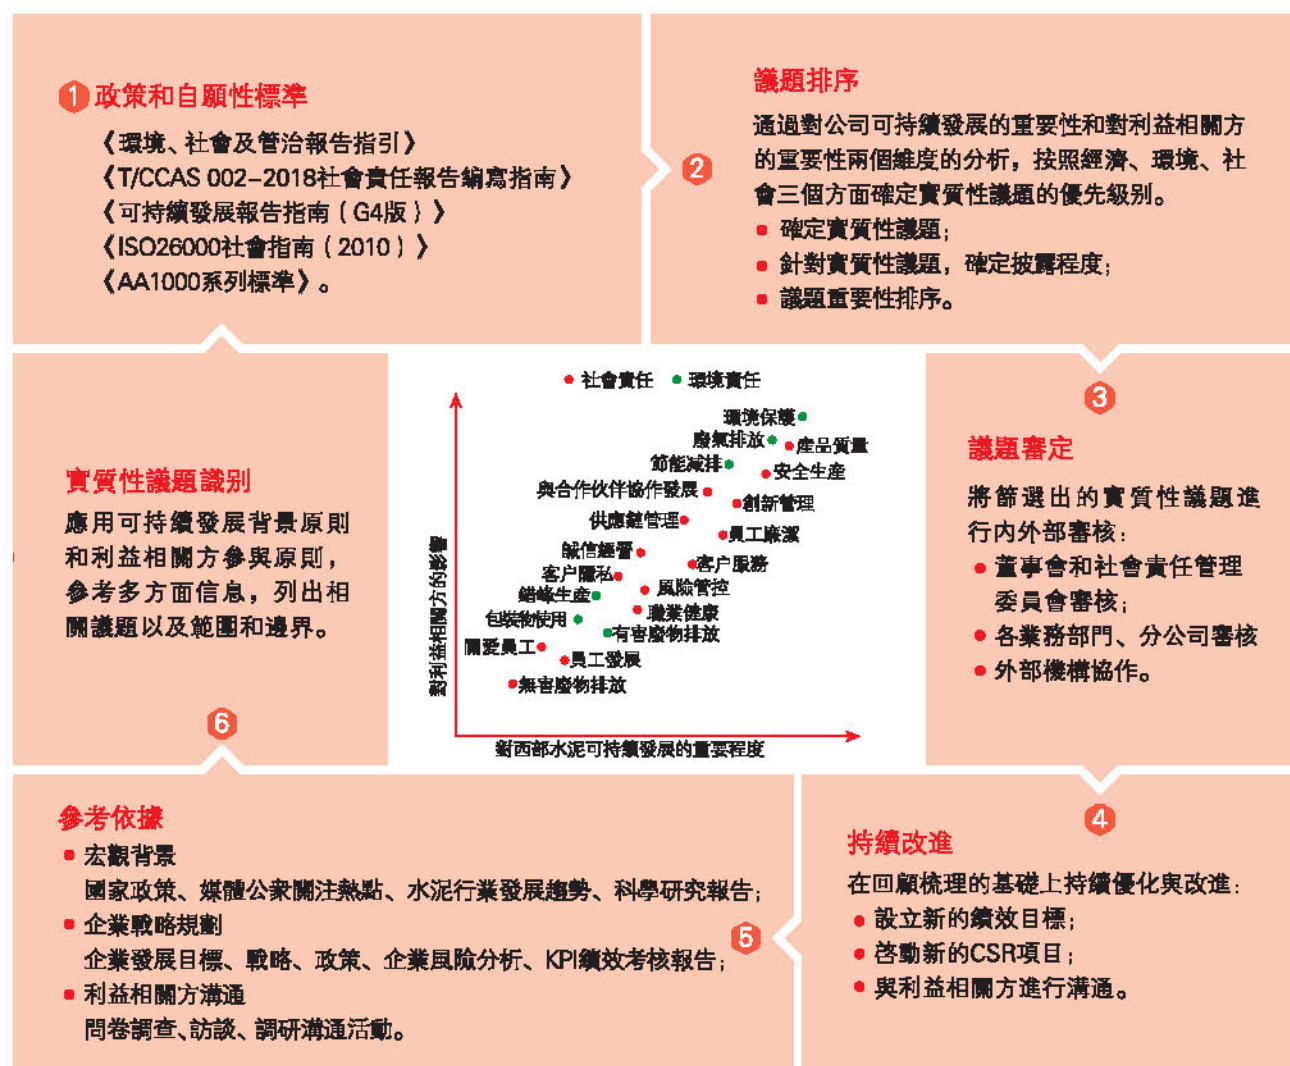 1 政策和自願性標準
《環境、社會及管治報告指引》
《T/CCAS 002-2018社會責任報告編寫指南》
《可持續發展報告指南(G4版)》
《ISO26000社會指南(2010)》
《AA1000系列標準》。
2
議題排序
通過對公司可持續發展的重要性和對利益相關方
的重要性兩個維度的分析，按照經濟、環境、社
會三個方面確定實質性議題的優先級别。
確定實質性議題;
針對實質性議題，確定披露程度;
議題重要性排序。
3
議題審定
將篩選出的實質性議題進
行内外部審核:
董事會和社會責任管理
委員會審核;
各業務部門、分公司審核
外部機構協作。
4
持續改進
在回顧梳理的基礎上持續優化與改進:
設立新的績效目標;
啓動新的CSR項目;
與利益相關方進行溝通。
5
參考依據
宏觀背景
國家政策、媒體公衆關注熱點、水泥行業發展趨勢、科學研究報告;
企業戰略規劃
企業發展目標、戰略、政策、企業風險分析、KPI績效考核報告;
利益相關方溝通
問卷調查、訪談、調研溝通活動。
6
實質性議題識别
應用可持續發展背景原則
和利益相關方參與原則，
參考多方面信息，列出相
關議題以及範圍和邊界。
社會責任 環境責任
環境保護
廢氣排放
產品質量
節能減排
安全生産
與合作伙伴協作發展
創新管理
供應鏈管理
員工廉潔
誠信經營
客户服務
客户隱私
風險管控
錯峰生産
職業健康
包裝物使用
有害廢物排放
關愛員工
員工發展
無害廢物排放
對利益相關方的影響
對西部水泥可持續發展的重要程度